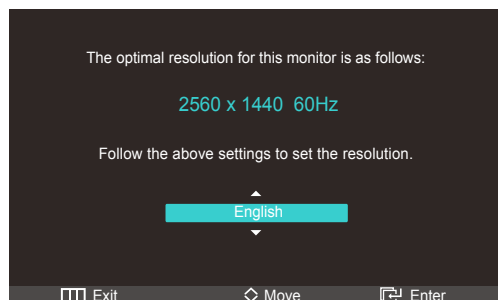 The optimal resolution for this monitor is as follows:
2560 x 1440 60Hz
Follow the above settings to set the resolution.
English
Exit Move Enter